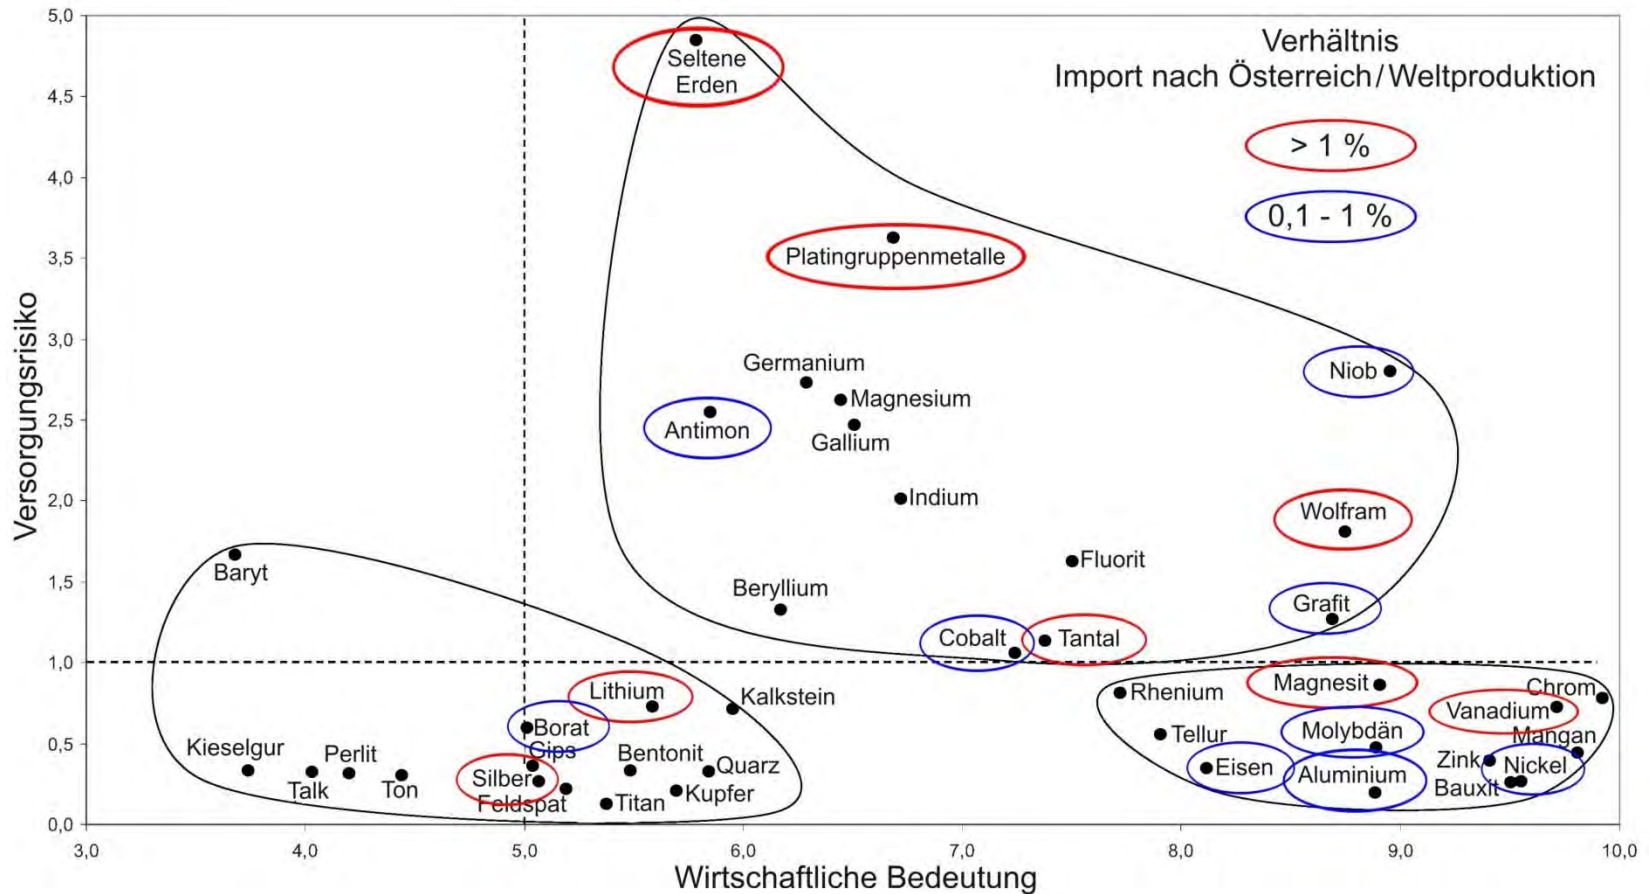 Verhältnis
Import nach Österreich/Weltproduktion
> 1 %
0,1 - 1 %
Versorgungsrisiko
5,0
4,5
4,0
3,5
3,0
2,5
2,0
1,5
1,0
0,5
0,0
Seltene
Erden
Platingruppenmetalle
Germanium
Magnesium
Gallium
Antimon
Niob
Indium
Wolfram
Fluorit
Beryllium
Grafit
Cobalt
Tantal
Baryt
Lithium
Kalkstein
Borat
Gips
Kieselgur
Perlit
Talk
Ton
Silber
Feldspat
Bentonit
Quarz
Titan
Kupfer
Rhenium
Magnesit
Chrom
Vanadium
Tellur
Molybdän
Mangan
Eisen
Aluminium
Zink
Nickel
Bauxit
3,0
4,0
5,0
6,0
7,0
8,0
9,0
10,0
Wirtschaftliche Bedeutung